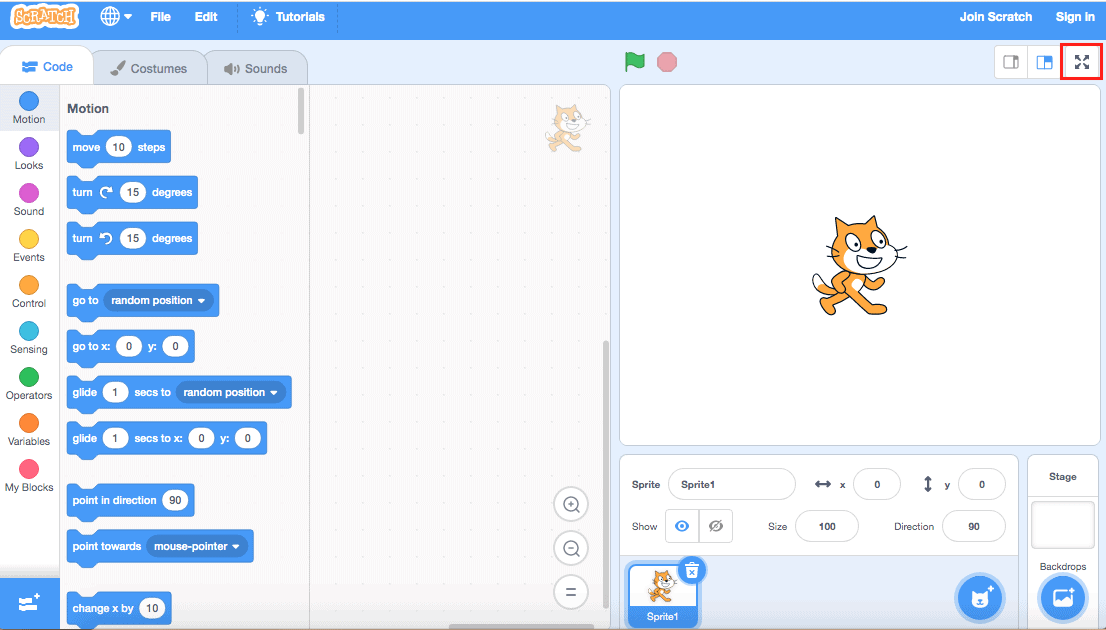 SCRATCH File Edit Tutorials Join Scratch Sign in
Code Costumes Sounds
Motion
Looks
Sound
Events
Control
Sensing
Operators
Variables
My Blocks
Motion
move 10 steps
turn 15 degrees
turn 15 degrees
go to random position
go to x: 0 y: 0
glide 1 secs to random position
glide 1 secs to x: 0 y: 0
point in direction 90
point towards mouse-pointer
change x by 10
Sprite Sprite1 x 0 y 0
Show Size 100 Direction 90
Sprite1
Stage
Backdrops